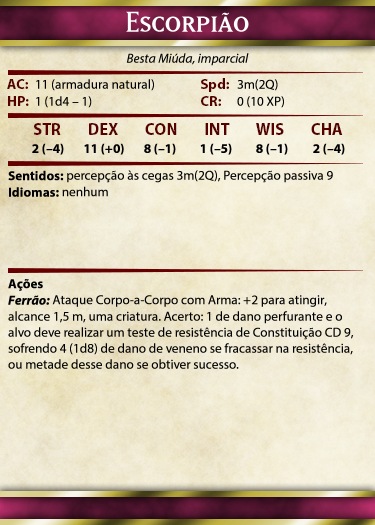 Escorpião
Besta Miúda, imparcial
AC: 11 (armadura natural) Spd: 3m(2Q)
HP: 1 (1d4 – 1) CR: 0 (10 XP)
STR DEX CON INT WIS CHA
2 (–4) 11 (+0) 8 (–1) 1 (–5) 8 (–1) 2 (–4)
Sentidos: percepção às cegas 3m(2Q), Percepção passiva 9
Idiomas: nenhum
Ações
Ferrão: Ataque Corpo-a-Corpo com Arma: +2 para atingir,
alcance 1,5 m, uma criatura. Acerto: 1 de dano perfurante e o
alvo deve realizar um teste de resistência de Constituição CD 9,
sofrendo 4 (1d8) de dano de veneno se fracassar na resistência,
ou metade desse dano se obtiver sucesso.